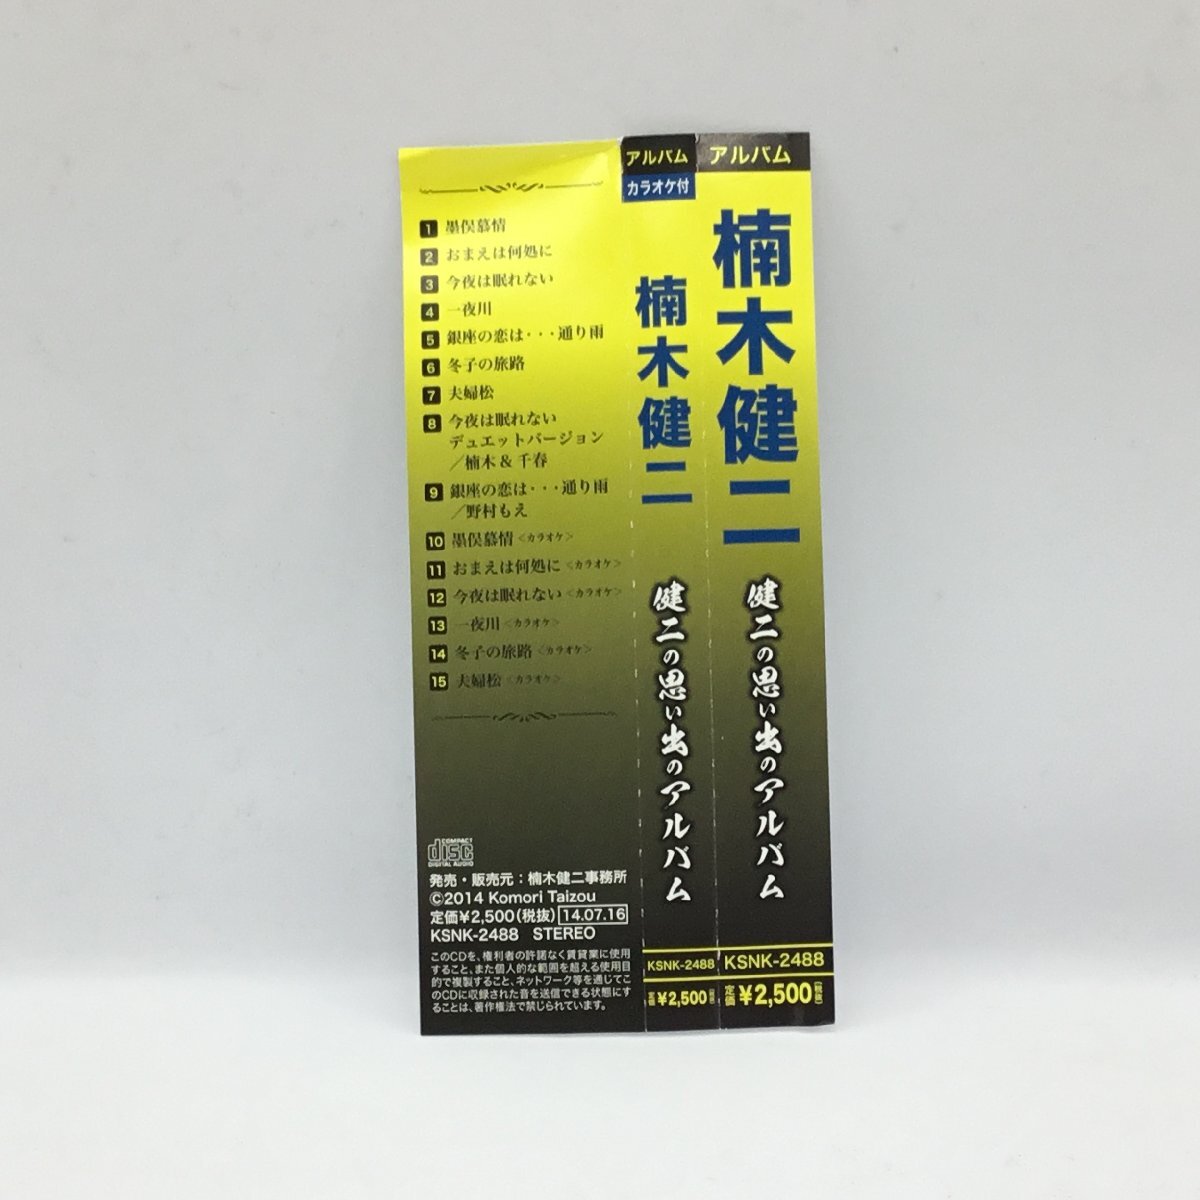 1 墨俣慕情
2 おまえは何処に
3 今夜は眠れない
4 一夜川
5 銀座の恋は・・・通り雨
6 冬子の旅路
7 夫婦松
8 今夜は眠れない
デュエットバージョン
／楠木&千春
9 銀座の恋は・・・通り雨
／野村もえ
10 墨俣慕情<カラオケ>
11 おまえは何処に<カラオケ>
12 今夜は眠れない<カラオケ>
13 一夜川<カラオケ>
14 冬子の旅路<カラオケ>
15 夫婦松<カラオケ>
COMPACT
disc
DIGITAL AUDIO
発売・販売元：楠木健二事務所
©2014 Komori Taizou
定価¥2,500(税抜) 14.07.16
KSNK-2488 STEREO
このCDを、権利者の許諾なく賃貸業に使用
すること、また個人的な範囲を超える使用目
的で複製すること、ネットワーク等を通じてこ
のCDに収録された音を送信できる状態にす
ることは、著作権法で禁じられています。
アルバム
カラオケ付
楠木健二
健二の思い出のアルバム
KSNK-2488
定価¥2,500(税抜)
アルバム
楠木健二
健二の思い出のアルバム
KSNK-2488
定価¥2,500(税抜)